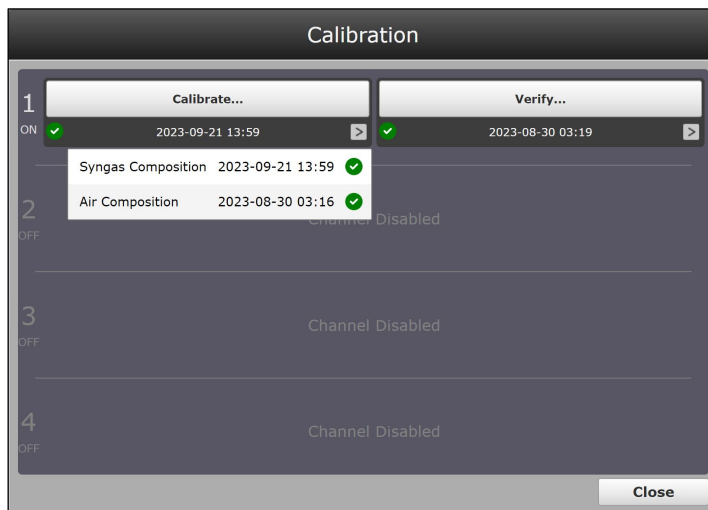 Calibration
1
ON
Calibrate...
Verify...
2023-09-21 13:59 >
2023-08-30 03:19 >
Syngas Composition 2023-09-21 13:59
Air Composition 2023-08-30 03:16
2
OFF
Channel Disabled
3
OFF
Channel Disabled
4
OFF
Channel Disabled
Close